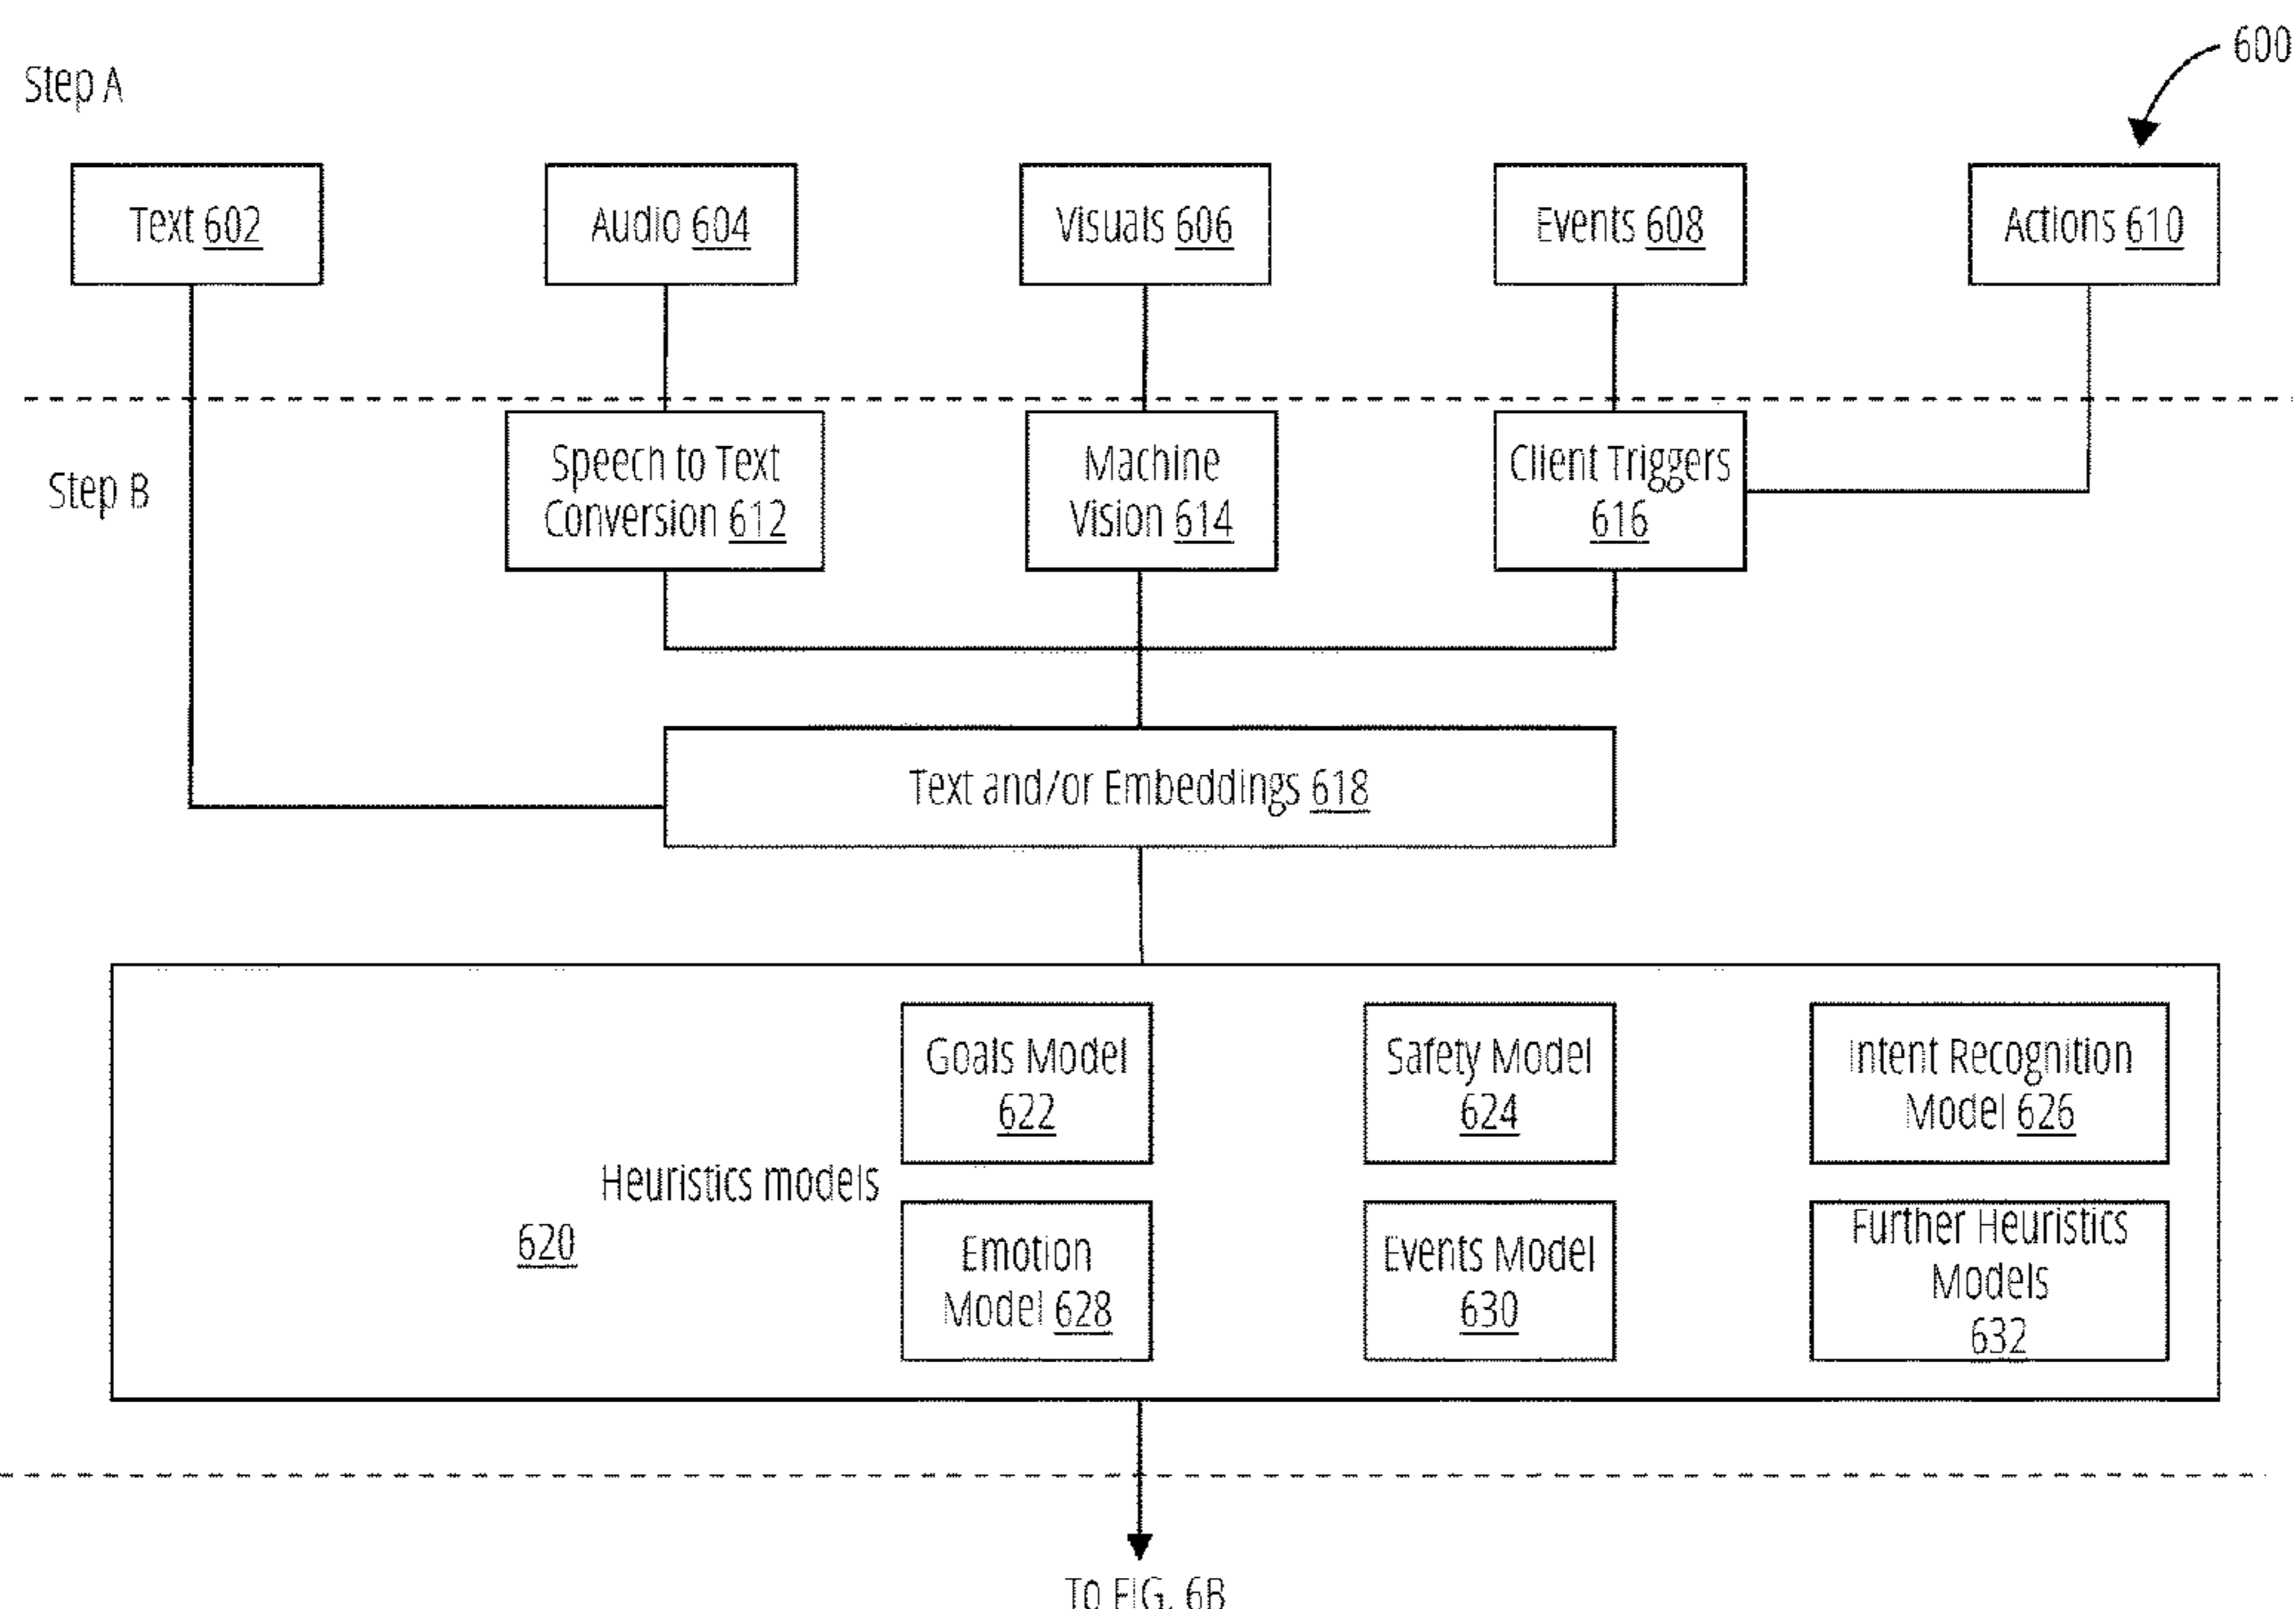 600
Step A
Text 602
Audio 604
Visuals 606
Events 608
Actions 610
Step B
Speech to Text
Conversion 612
Machine
Vision 614
Client Triggers
616
Text and/or Embeddings 618
Heuristics models
620
Goals Model
622
Safety Model
624
Intent Recognition
Model 626
Emotion
Model 628
Events Model
630
Further Heuristics
Models
632
To FIG. 6B